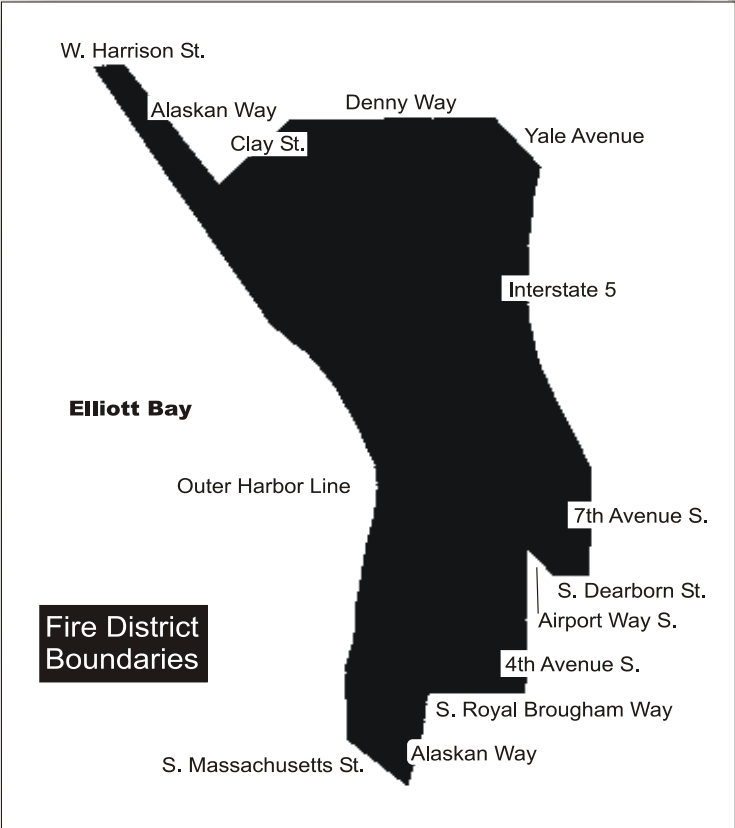 W. Harrison St.
Alaskan Way
Denny Way
Clay St.
Yale Avenue
Interstate 5
Elliott Bay
Outer Harbor Line
7th Avenue S.
S. Dearborn St.
Airport Way S.
Fire District
Boundaries
4th Avenue S.
S. Royal Brougham Way
Alaskan Way
S. Massachusetts St.